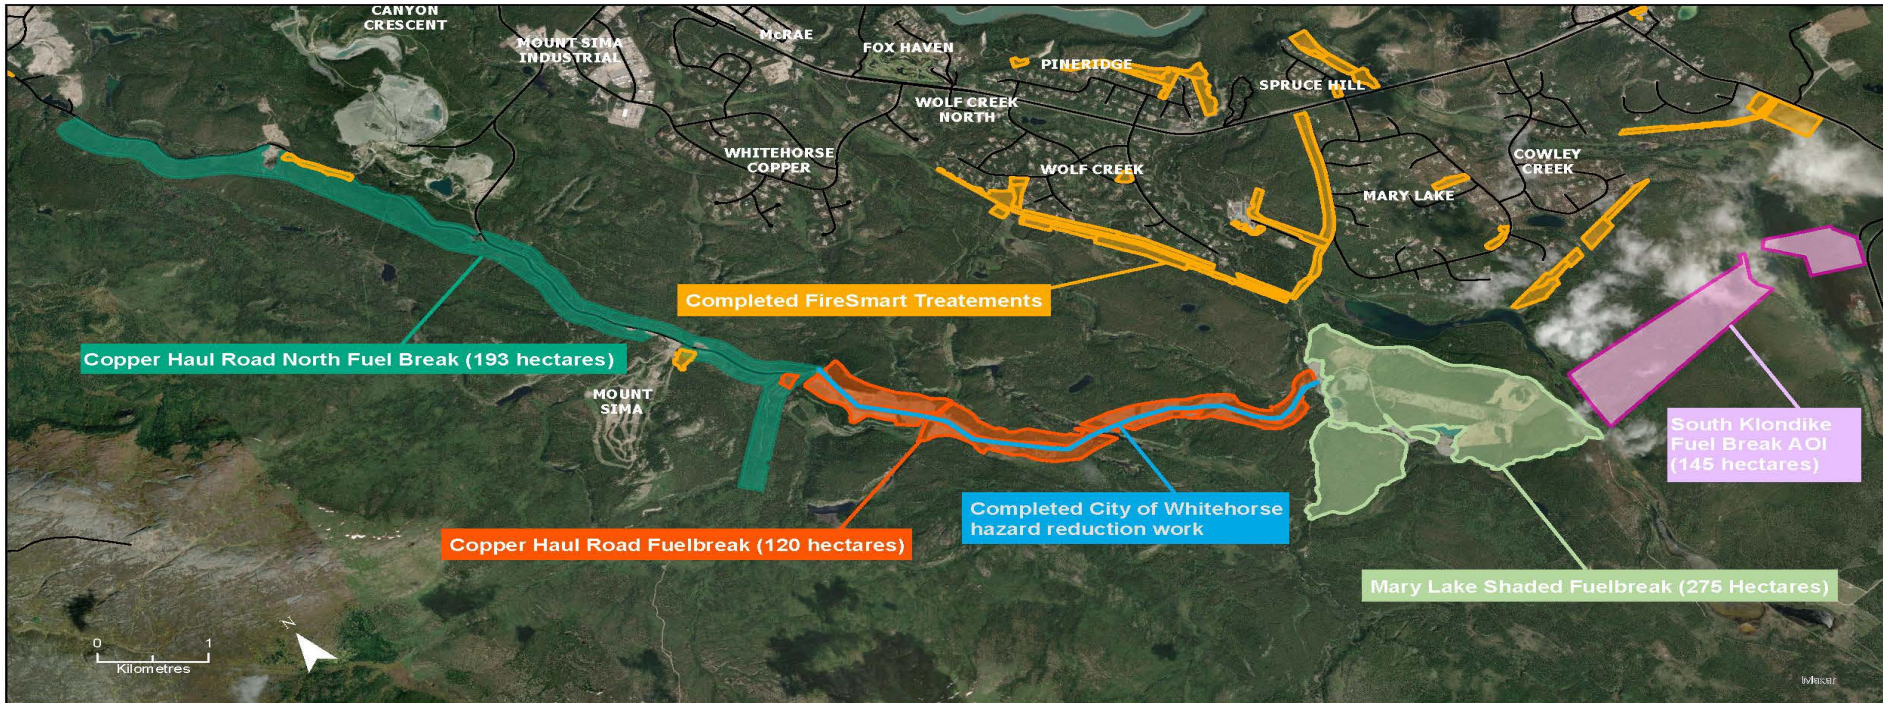 CANYON
CRESCENT
MOUNT SIMA
INDUSTRIAL
McRAE
FOX HAVEN
PINERIDGE
SPRUCE HILL
WOLF CREEK
NORTH
WHITEHORSE
COPPER
WOLF CREEK
COWLEY
CREEK
MARY LAKE
Completed FireSmart Treatements
Copper Haul Road North Fuel Break (193 hectares)
MOUNT
SIMA
South Klondike
Fuel Break AOI
(145 hectares)
Completed City of Whitehorse
hazard reduction work
Copper Haul Road Fuelbreak (120 hectares)
Mary Lake Shaded Fuelbreak (275 Hectares)
N
0 1
Kilometres